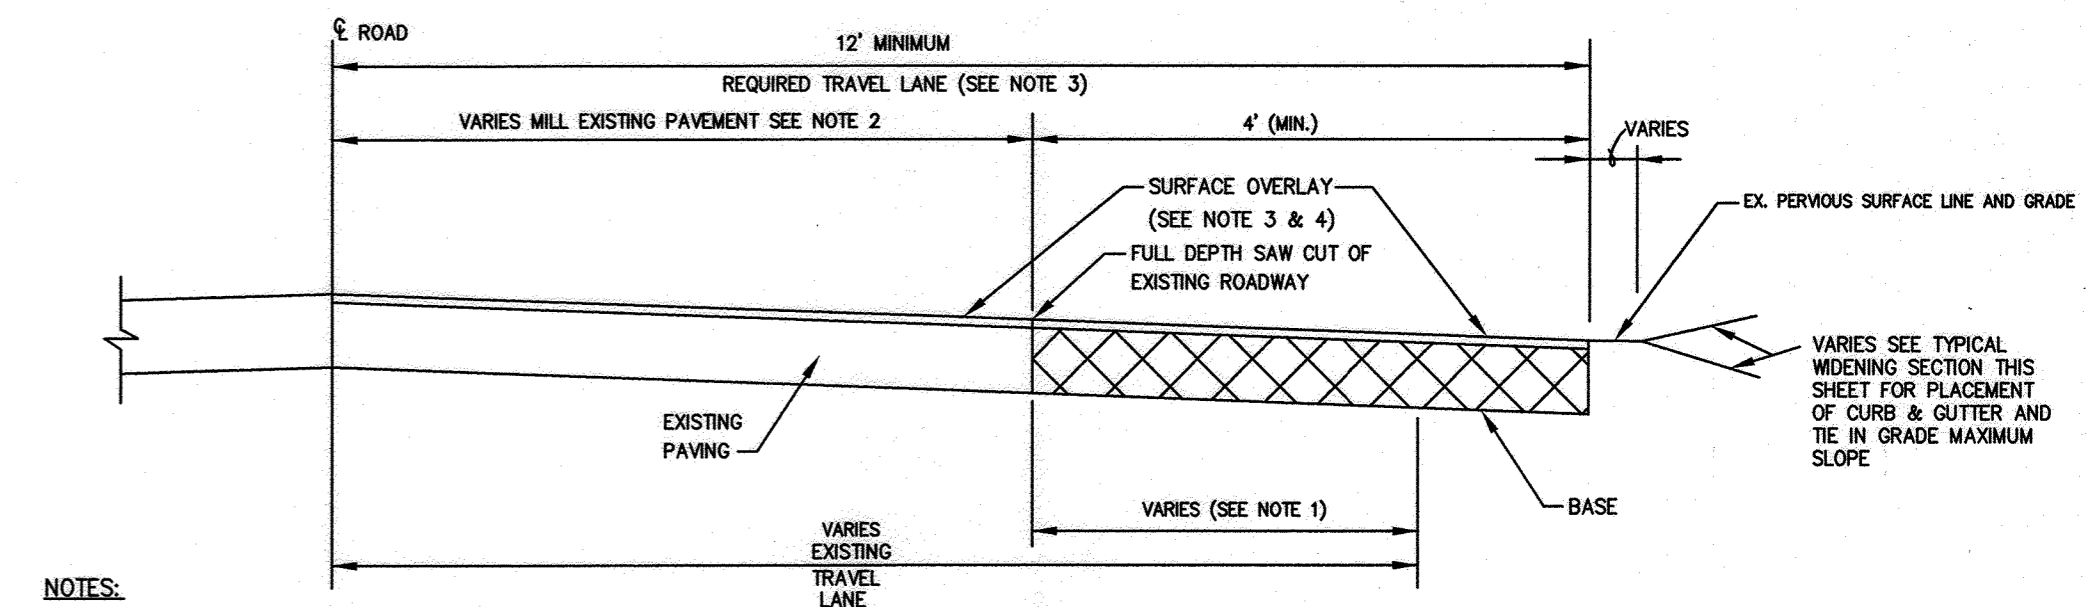 ℄ ROAD
12' MINIMUM
REQUIRED TRAVEL LANE (SEE NOTE 3)
VARIES MILL EXISTING PAVEMENT SEE NOTE 2
4' (MIN.)
VARIES
SURFACE OVERLAY
(SEE NOTE 3 & 4)
EX. PERVIOUS SURFACE LINE AND GRADE
FULL DEPTH SAW CUT OF
EXISTING ROADWAY
VARIES SEE TYPICAL
WIDENING SECTION THIS
SHEET FOR PLACEMENT
OF CURB & GUTTER AND
TIE IN GRADE MAXIMUM
SLOPE
EXISTING
PAVING
BASE
VARIES (SEE NOTE 1)
VARIES
EXISTING
TRAVEL
LANE
NOTES: